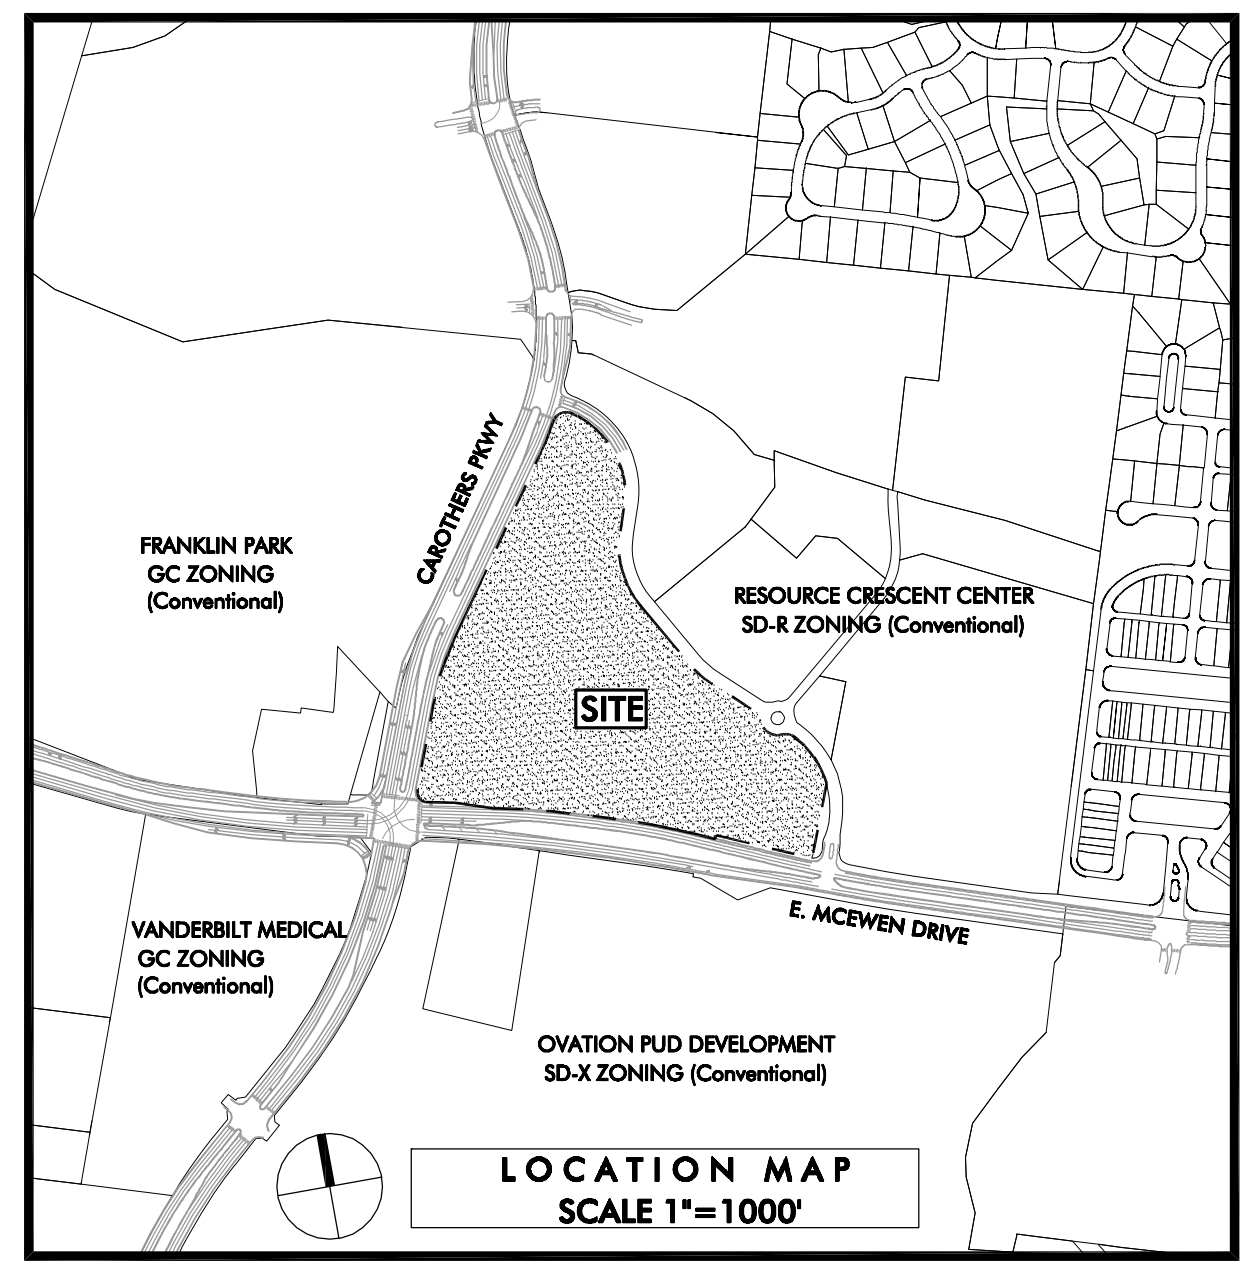 CAROTHERS PKWY
FRANKLIN PARK
GC ZONING
(Conventional)
RESOURCE CRESCENT CENTER
SD-R ZONING (Conventional)
SITE
E. MCEWEN DRIVE
VANDERBILT MEDICAL
GC ZONING
(Conventional)
OVATION PUD DEVELOPMENT
SD-X ZONING (Conventional)
LOCATION MAP
SCALE 1"=1000'